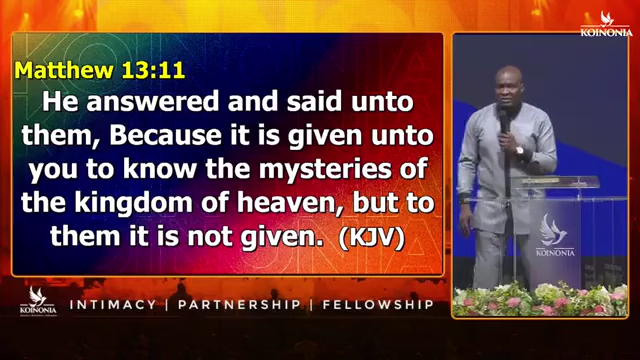 Matthew 13:11
He answered and said unto
them, Because it is given unto
you to know the mysteries of
the kingdom of heaven, but to
them it is not given. (KJV)
KOINONIA
KOINONIA
KOINONIA
INTIMACY | PARTNERSHIP | FELLOWSHIP